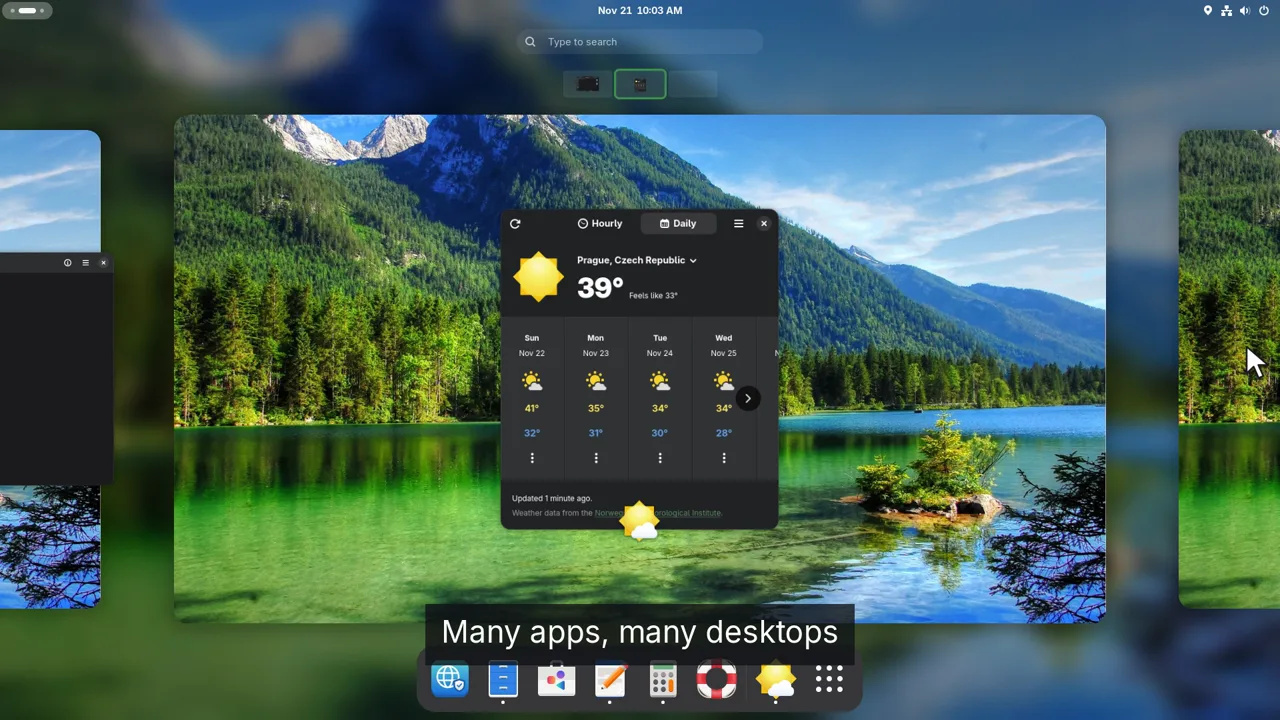 Nov 21 10:03 AM
Type to search
Hourly
Daily
Prague, Czech Republic
39°
Feels like 33°
Sun
Mon
Tue
Wed
Nov 22
Nov 23
Nov 24
Nov 25
N
41°
35°
34°
34°
32°
31°
30°
28°
Updated 1 minute ago.
Weather data from the Norweg orological Institute.
Many apps, many desktops